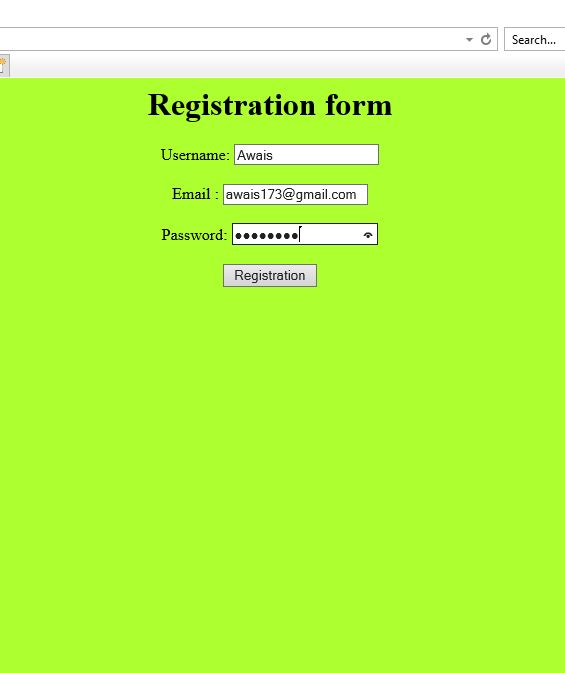 Search...
Registration form
Username: Awais
Email : awais173@gmail.com
Password: ●●●●●●●●
Registration